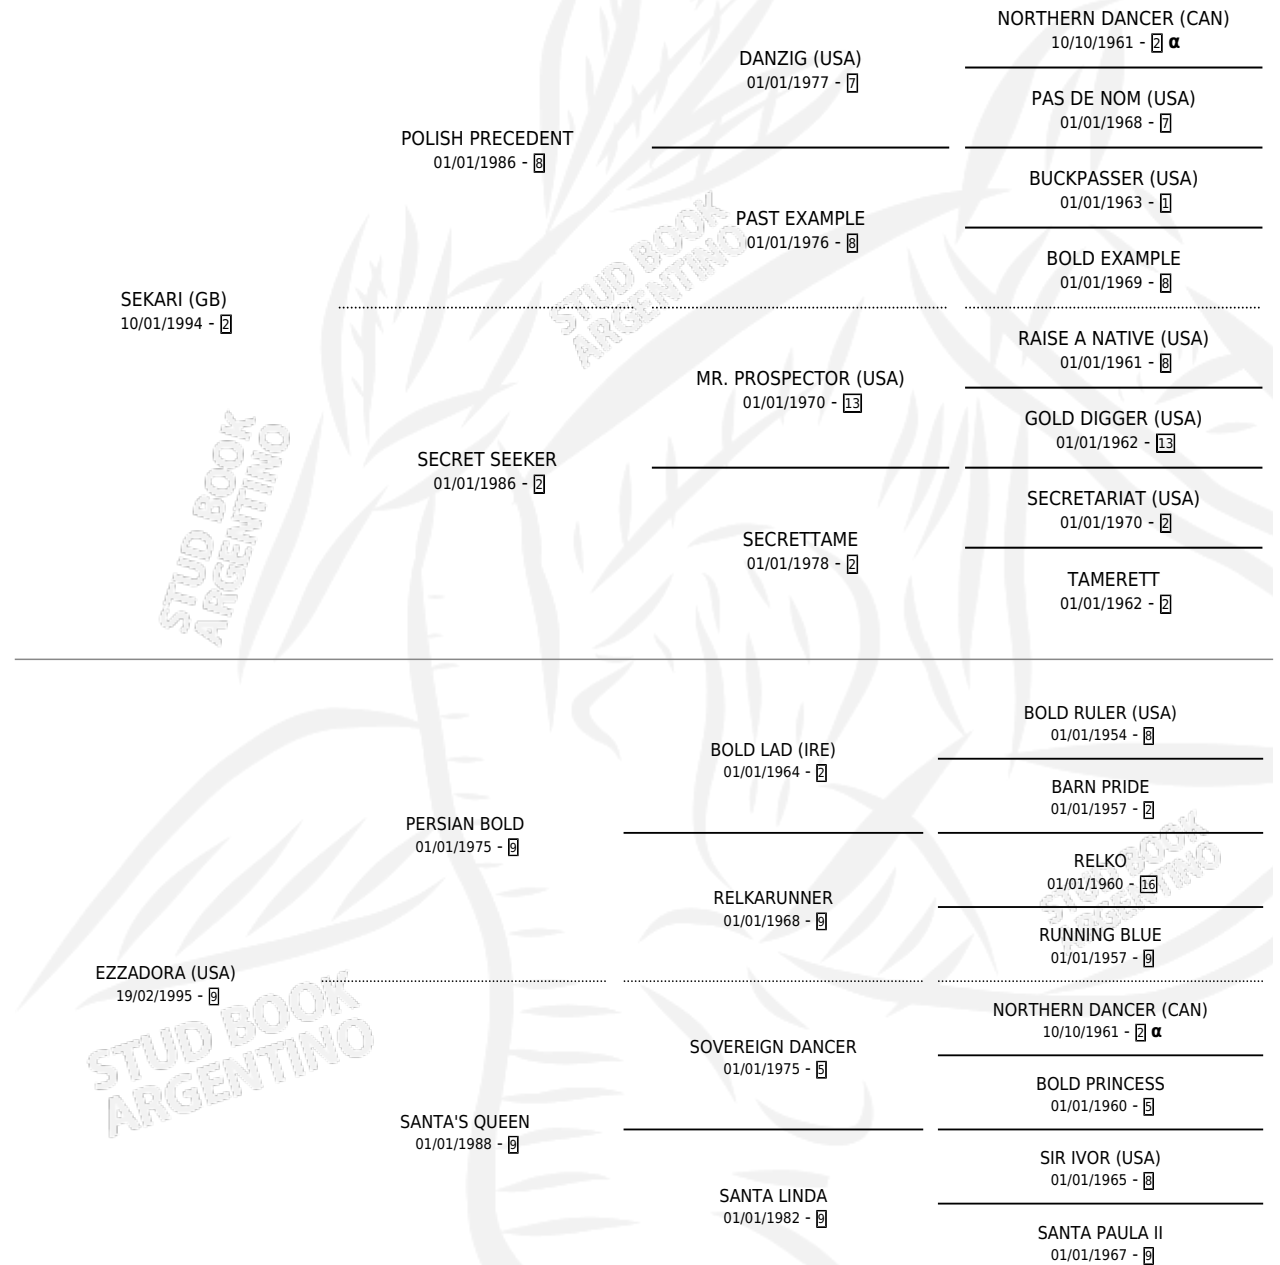 NORTHERN DANCER (CAN)
10/10/1961 - 2 α
DANZIG (USA)
01/01/1977 - 7
PAS DE NOM (USA)
01/01/1968 - 7
POLISH PRECEDENT
01/01/1986 - 8
BUCKPASSER (USA)
01/01/1963 - 1
PAST EXAMPLE
01/01/1976 - 8
BOLD EXAMPLE
01/01/1969 - 8
SEKARI (GB)
10/01/1994 - 2
RAISE A NATIVE (USA)
01/01/1961 - 8
MR. PROSPECTOR (USA)
01/01/1970 - 13
GOLD DIGGER (USA)
01/01/1962 - 13
SECRET SEEKER
01/01/1986 - 2
SECRETARIAT (USA)
01/01/1970 - 2
SECRETTAME
01/01/1978 - 2
TAMERETT
01/01/1962 - 2
BOLD RULER (USA)
01/01/1954 - 8
BOLD LAD (IRE)
01/01/1964 - 2
BARN PRIDE
01/01/1957 - 2
PERSIAN BOLD
01/01/1975 - 9
RELKO
01/01/1960 - 16
RELKARUNNER
01/01/1968 - 9
RUNNING BLUE
01/01/1957 - 9
EZZADORA (USA)
19/02/1995 - 9
NORTHERN DANCER (CAN)
10/10/1961 - 2 α
SOVEREIGN DANCER
01/01/1975 - 5
BOLD PRINCESS
01/01/1960 - 5
SANTA'S QUEEN
01/01/1988 - 9
SIR IVOR (USA)
01/01/1965 - 8
SANTA LINDA
01/01/1982 - 9
SANTA PAULA II
01/01/1967 - 9
STUD BOOK
ARGENTINO
STUD BOOK
ARGENTINO
STUD BOOK
ARGENTINO
STUD BOOK
ARGENTINO